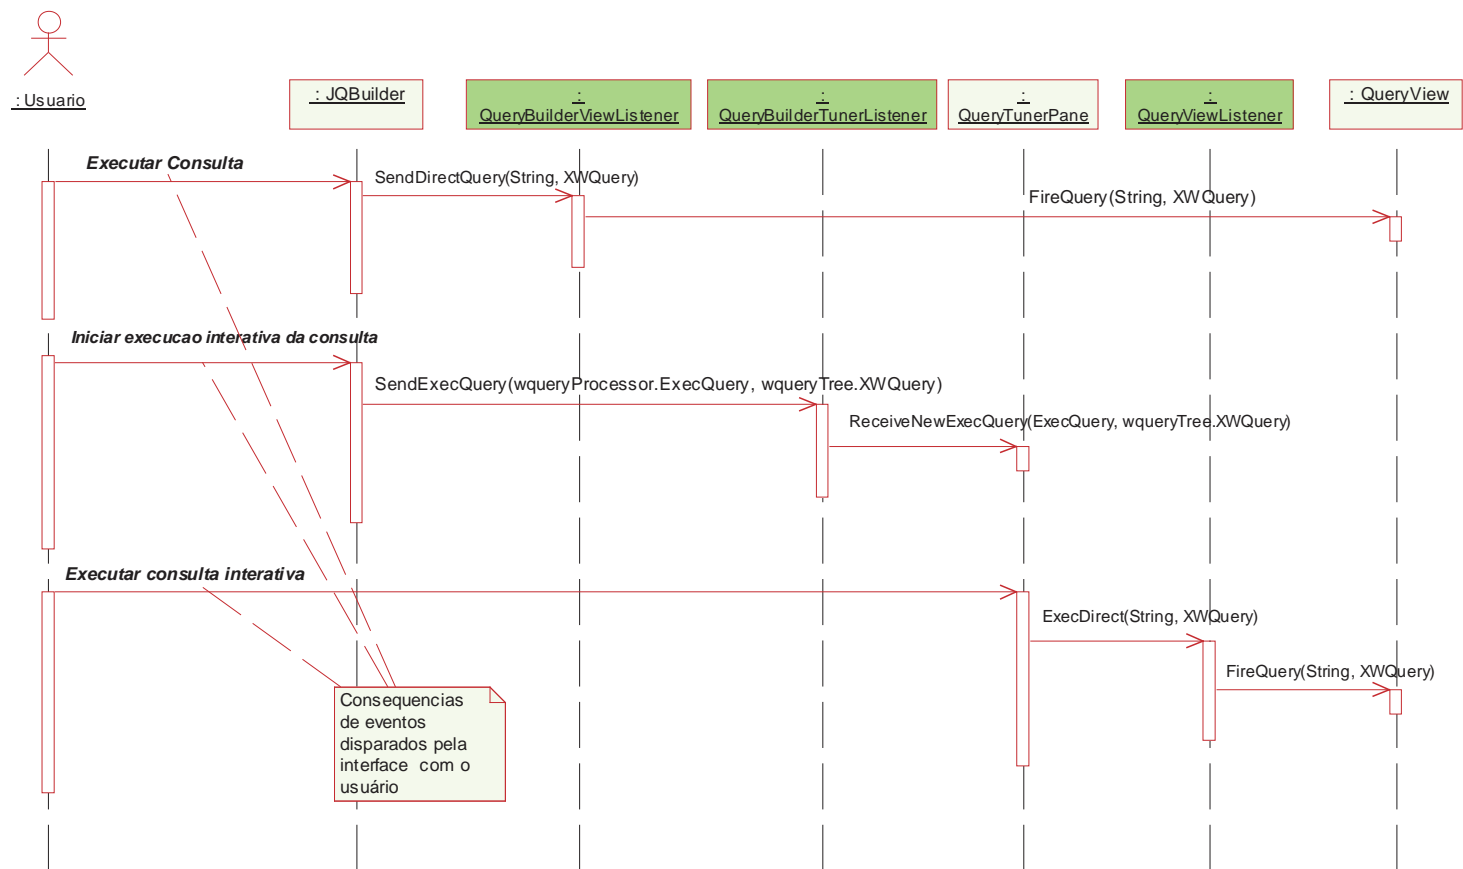 : Usuario
: JQBuilder
:
QueryBuilderViewListener
:
QueryBuilderTunerListener
:
QueryTunerPane
:
QueryViewListener
: QueryView
Executar Consulta
SendDirectQuery(String, XWQuery)
FireQuery(String, XWQuery)
Iniciar execucao interativa da consulta
SendExecQuery(wqueryProcessor.ExecQuery, wqueryTree.XWQuery)
ReceiveNewExecQuery(ExecQuery, wqueryTree.XWQuery)
Executar consulta interativa
ExecDirect(String, XWQuery)
FireQuery(String, XWQuery)
Consequencias
de eventos
disparados pela
interface com o
usuário